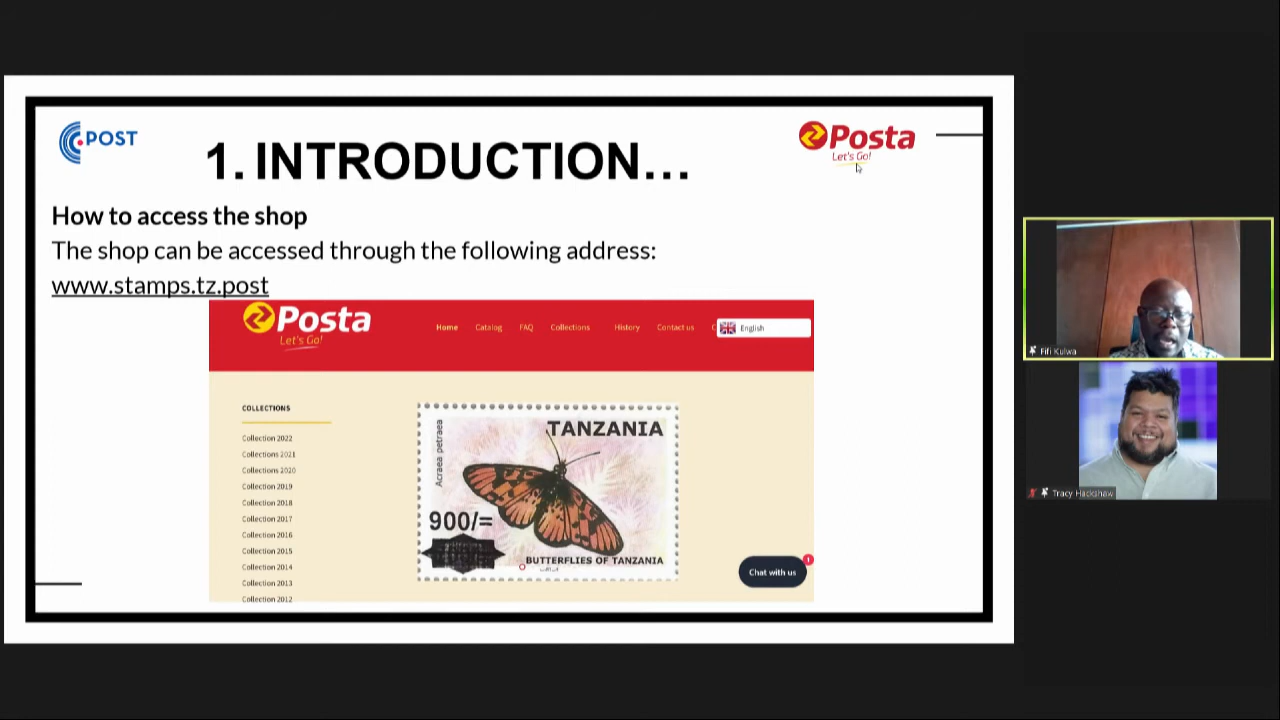 .POST
Posta
Let's Go!
1. INTRODUCTION...
How to access the shop
The shop can be accessed through the following address:
www.stamps.tz.post
Posta
Let's Go!
Home Catalog FAQ Collections History Contact us C
English
COLLECTIONS
Collection 2022
Collections 2021
Collections 2020
Collection 2019
Collection 2018
Collection 2017
Collection 2016
Collection 2015
Collection 2014
Collection 2013
Collection 2012
Acraea petraea
TANZANIA
900/=
BUTTERFLIES OF TANZANIA
Chat with us
1
Fifi Kulwa
Tracy Hackshaw